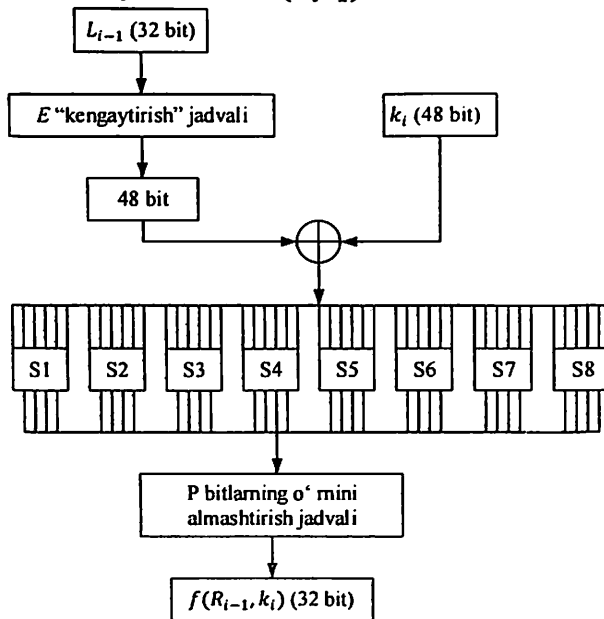 L_{i-1} (32 bit)
E “kengaytirish” jadvali
k_i (48 bit)
48 bit
S1 S2 S3 S4 S5 S6 S7 S8
P bitlarning o‘ rnini
almashtirish jadvali
f(R_{i-1}, k_i) (32 bit)